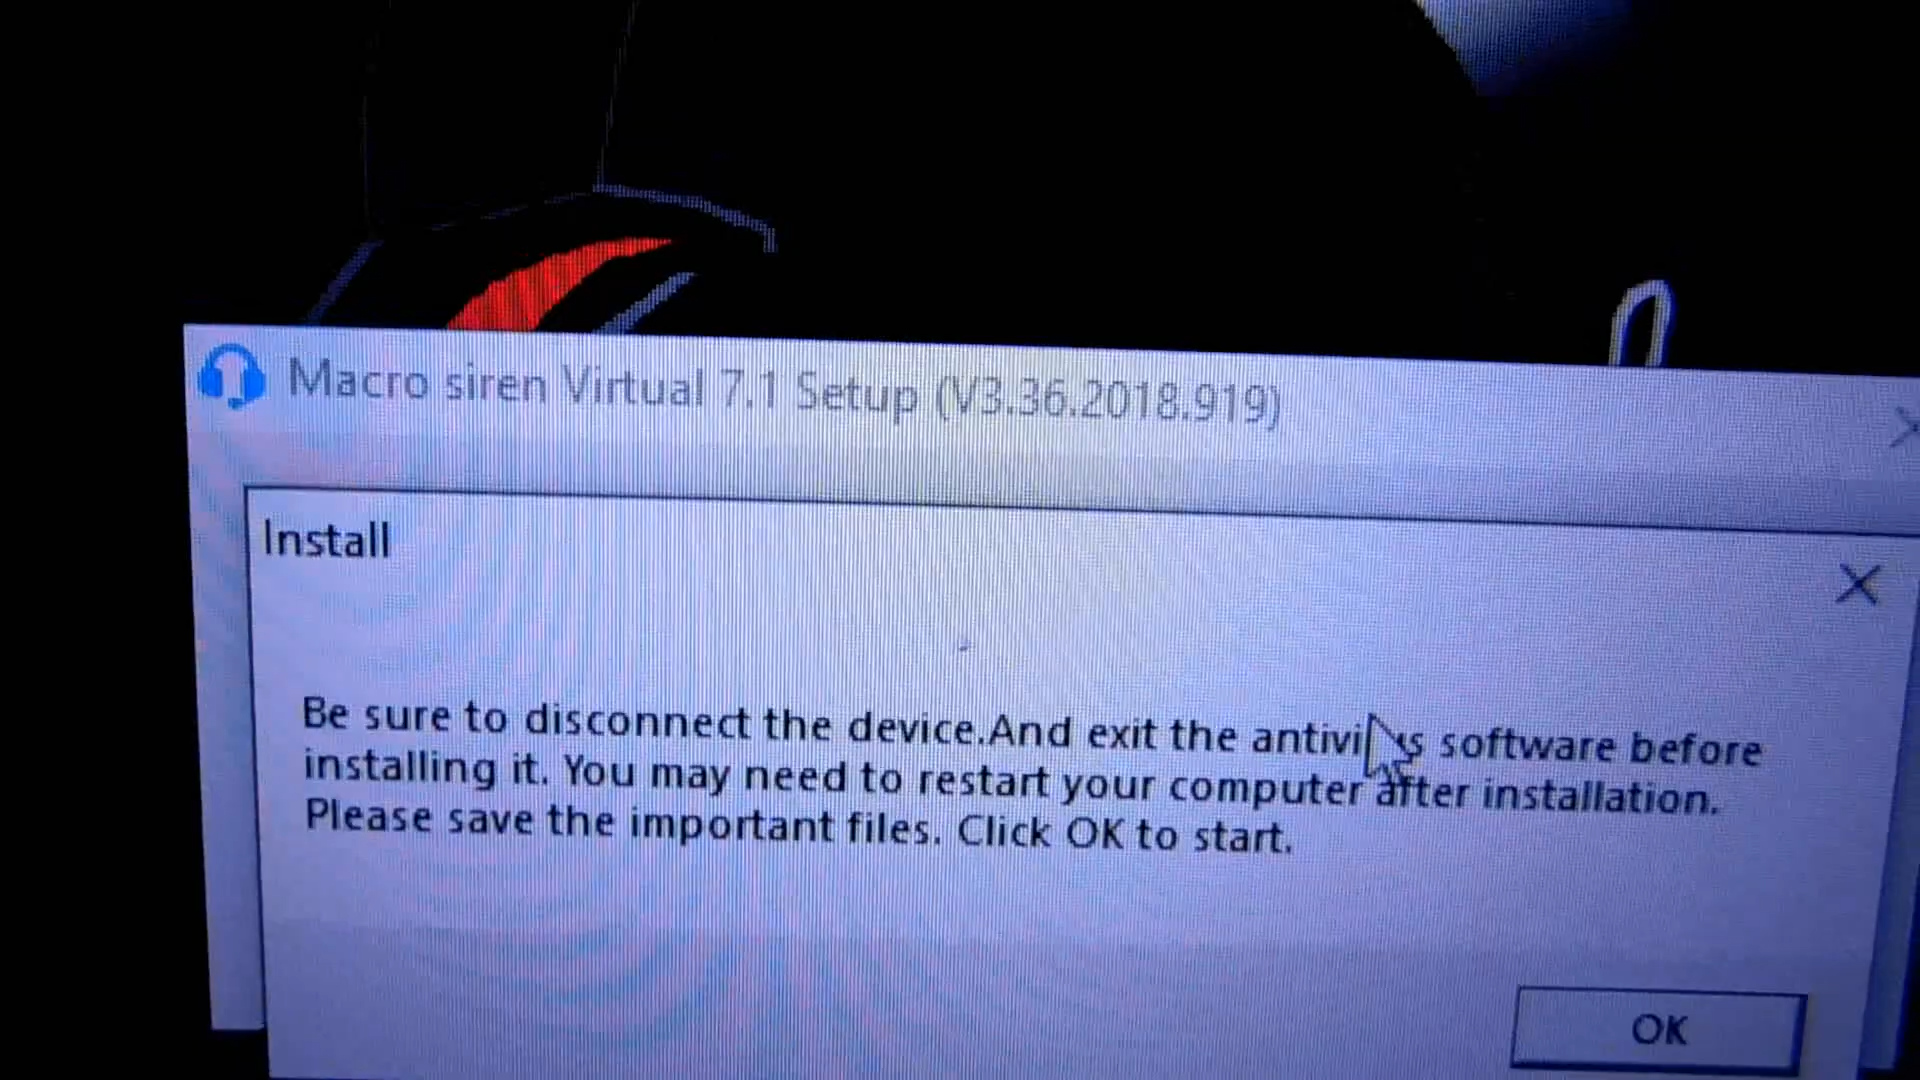 Macro siren Virtual 7.1 Setup (V3.36.2018.919)
Install
Be sure to disconnect the device.And exit the antivirus software before
installing it. You may need to restart your computer after installation.
Please save the important files. Click OK to start.
OK